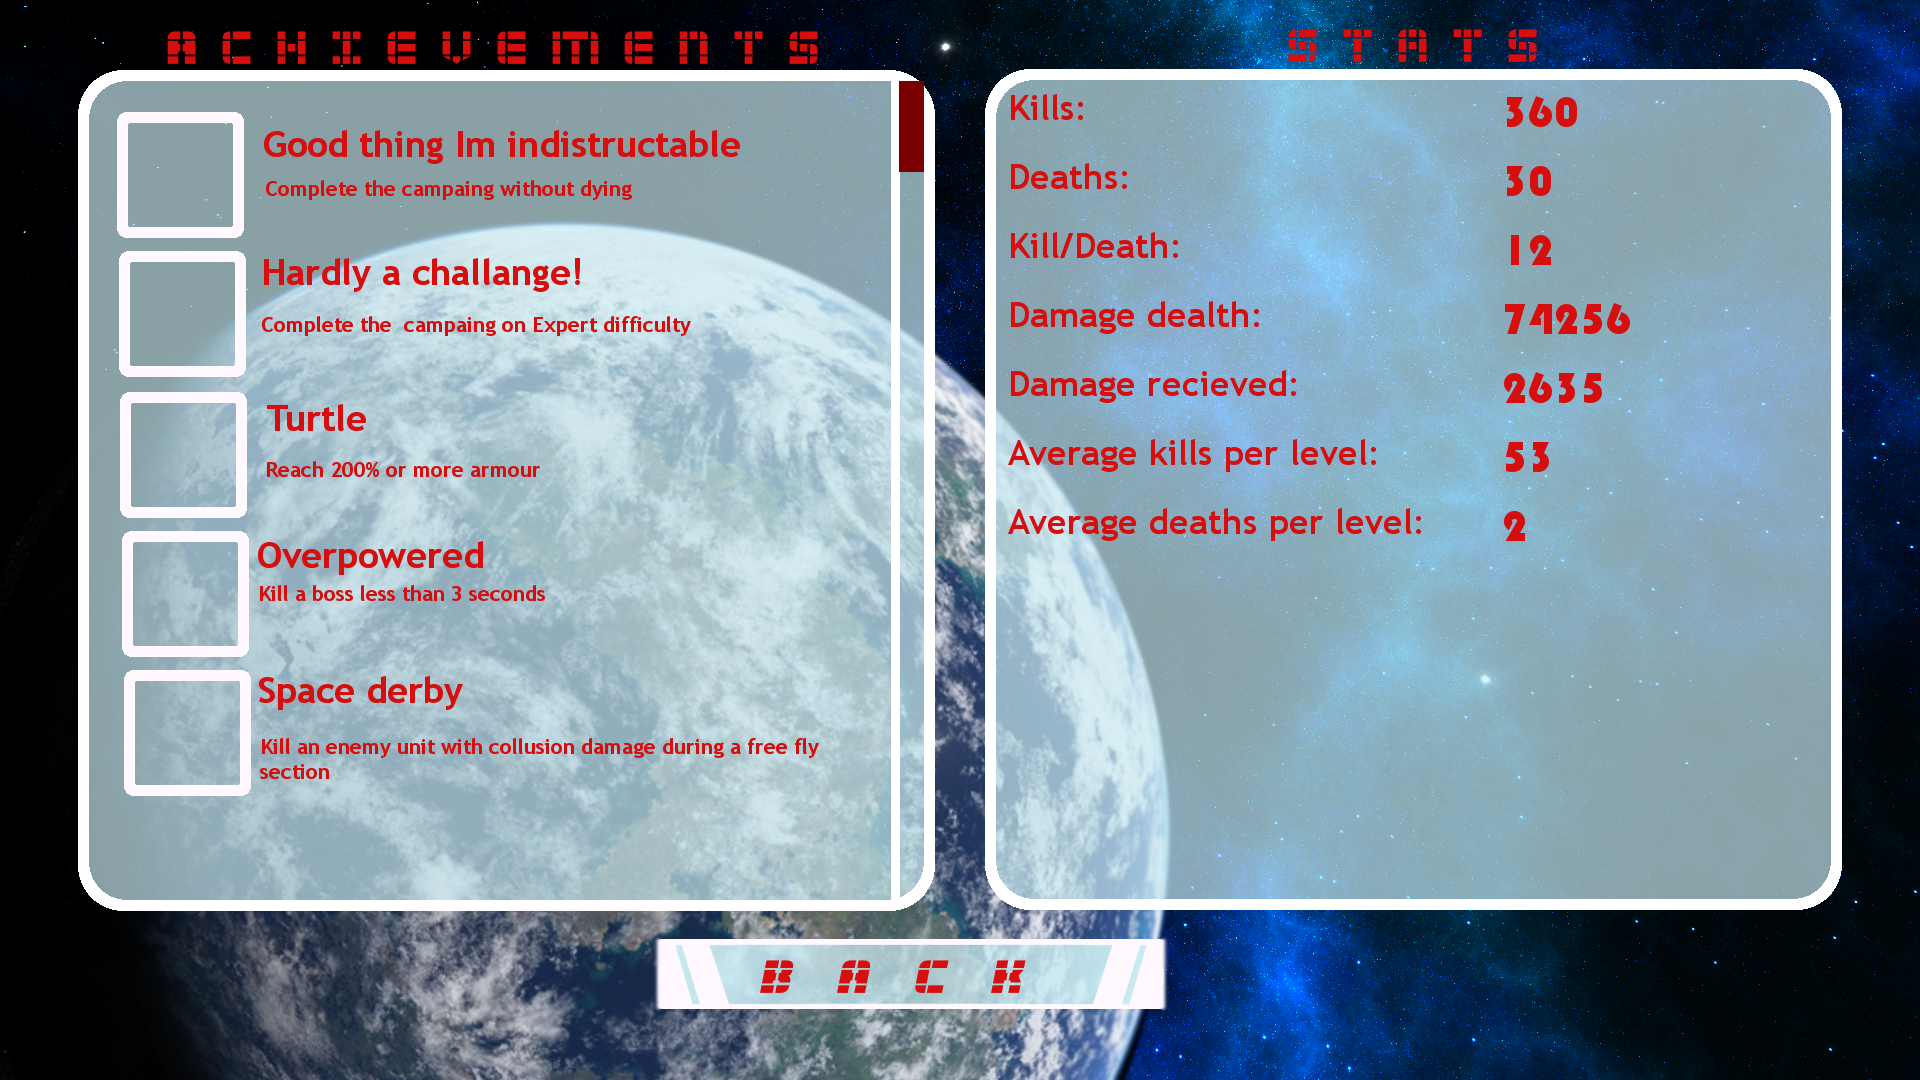 ACHIEVEMENTS
Good thing Im indistructable
Complete the campaing without dying
Hardly a challange!
Complete the campaing on Expert difficulty
Turtle
Reach 200% or more armour
Overpowered
Kill a boss less than 3 seconds
Space derby
Kill an enemy unit with collusion damage during a free fly
section
STATS
Kills: 360
Deaths: 30
Kill/Death: 12
Damage dealth: 74256
Damage recieved: 2635
Average kills per level: 53
Average deaths per level: 2
BACK